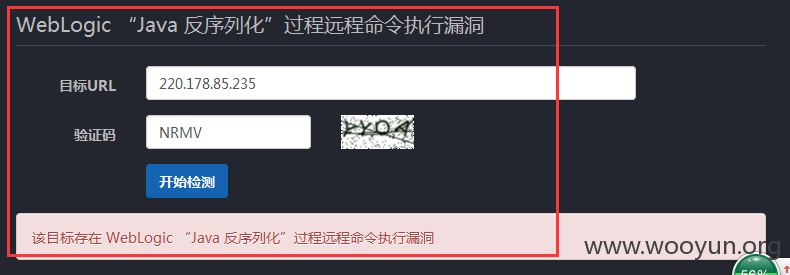 WebLogic “Java 反序列化”过程远程命令执行漏洞
目标URL 220.178.85.235
验证码 NRMV
开始检测
该目标存在 WebLogic “Java 反序列化”过程远程命令执行漏洞
www.wooyun.org
56%